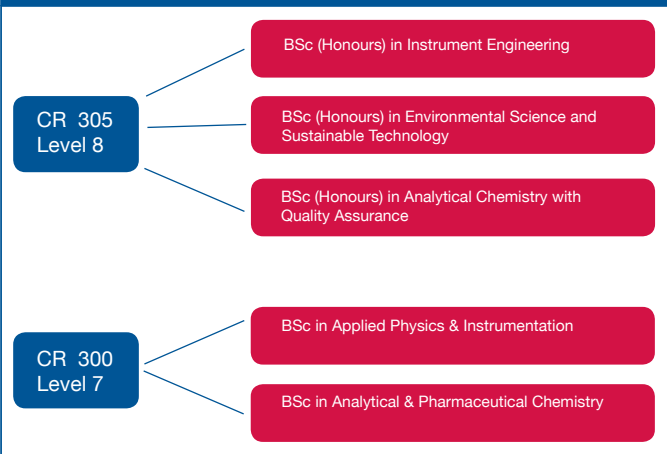 CR 305
Level 8
BSc (Honours) in Instrument Engineering
BSc (Honours) in Environmental Science and
Sustainable Technology
BSc (Honours) in Analytical Chemistry with
Quality Assurance
CR 300
Level 7
BSc in Applied Physics & Instrumentation
BSc in Analytical & Pharmaceutical Chemistry